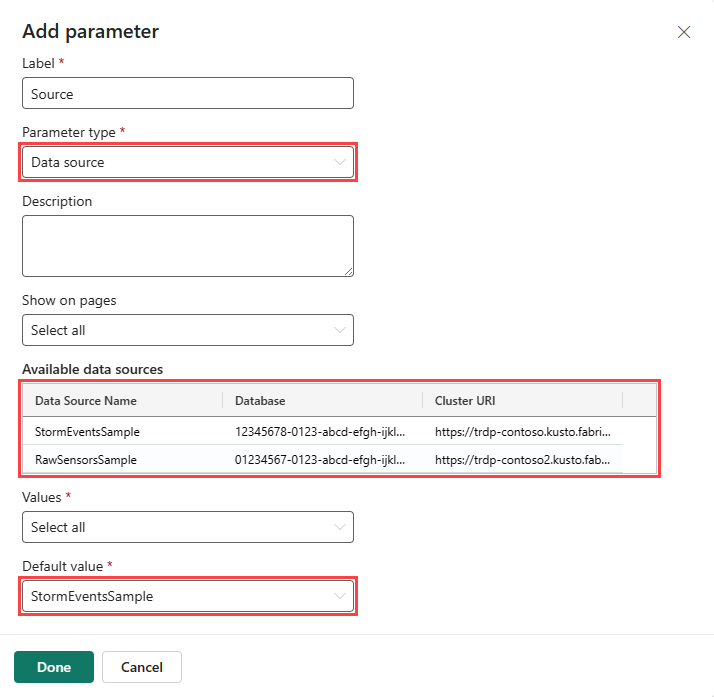 Add parameter
Label *
Source
Parameter type *
Data source
Description
Show on pages
Select all
Available data sources
Data Source Name Database Cluster URI
StormEventsSample 12345678-0123-abcd-efgh-ijkl... https://trdp-contoso.kusto.fabri...
RawSensorsSample 01234567-0123-abcd-efgh-ijkl... https://trdp-contoso2.kusto.fab...
Values *
Select all
Default value *
StormEventsSample
Done Cancel